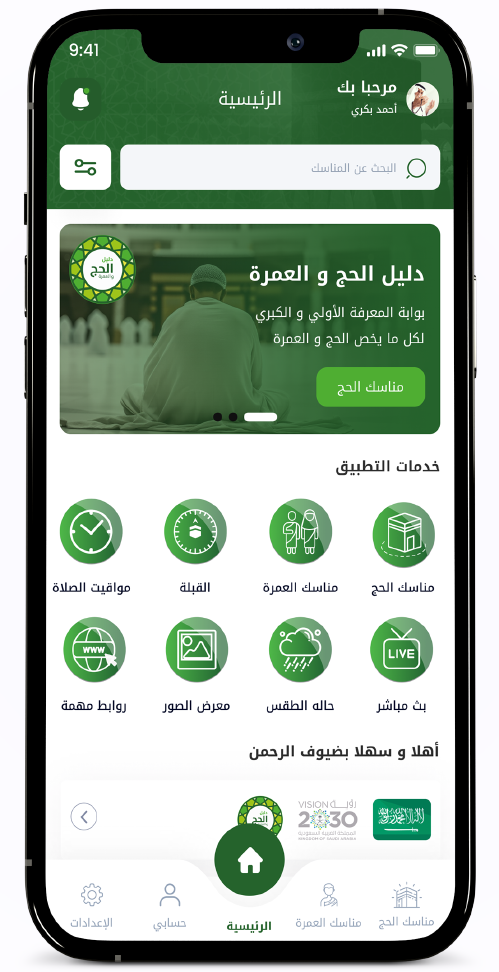 9:41
مرحبا بك
أحمد بكري
الرئيسية
البحث عن المناسك
دليل
الحج
والعمرة
دليل الحج و العمرة
بوابة المعرفة الأولي و الكبري
لكل ما يخص الحج و العمرة
مناسك الحج
خدمات التطبيق
مناسك الحج
مناسك العمرة
القبلة
مواقيت الصلاة
LIVE
www
بث مباشر
حاله الطقس
معرض الصور
روابط مهمة
أهلا و سهلا بضيوف الرحمن
VISION رؤيــة
2030
المملكة العربية السعودية
KINGDOM OF SAUDI ARABIA
الحج
مناسك الحج
مناسك العمرة
الرئيسية
حسابي
الإعدادات